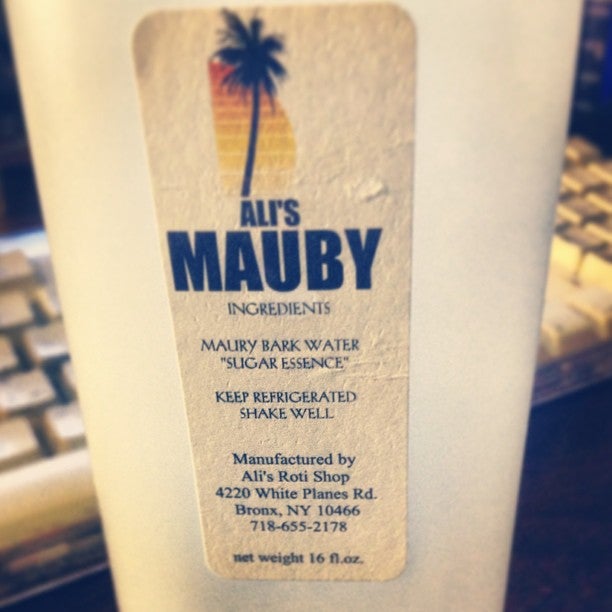 ALI'S
MAUBY
INGREDIENTS
MAURY BARK WATER
"SUGAR ESSENCE"
KEEP REFRIGERATED
SHAKE WELL
Manufactured by
Ali's Roti Shop
4220 White Planes Rd.
Bronx, NY 10466
718-655-2178
net weight 16 fl.oz.